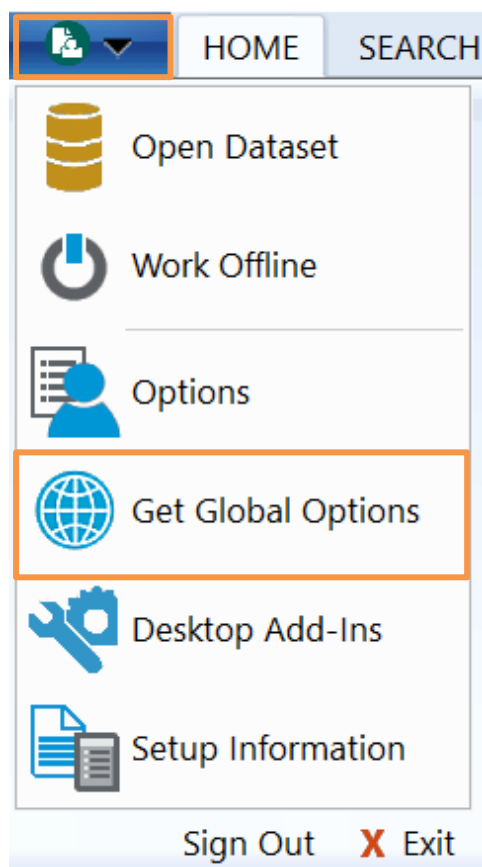 HOME SEARCH
Open Dataset
Work Offline
Options
Get Global Options
Desktop Add-Ins
Setup Information
Sign Out X Exit